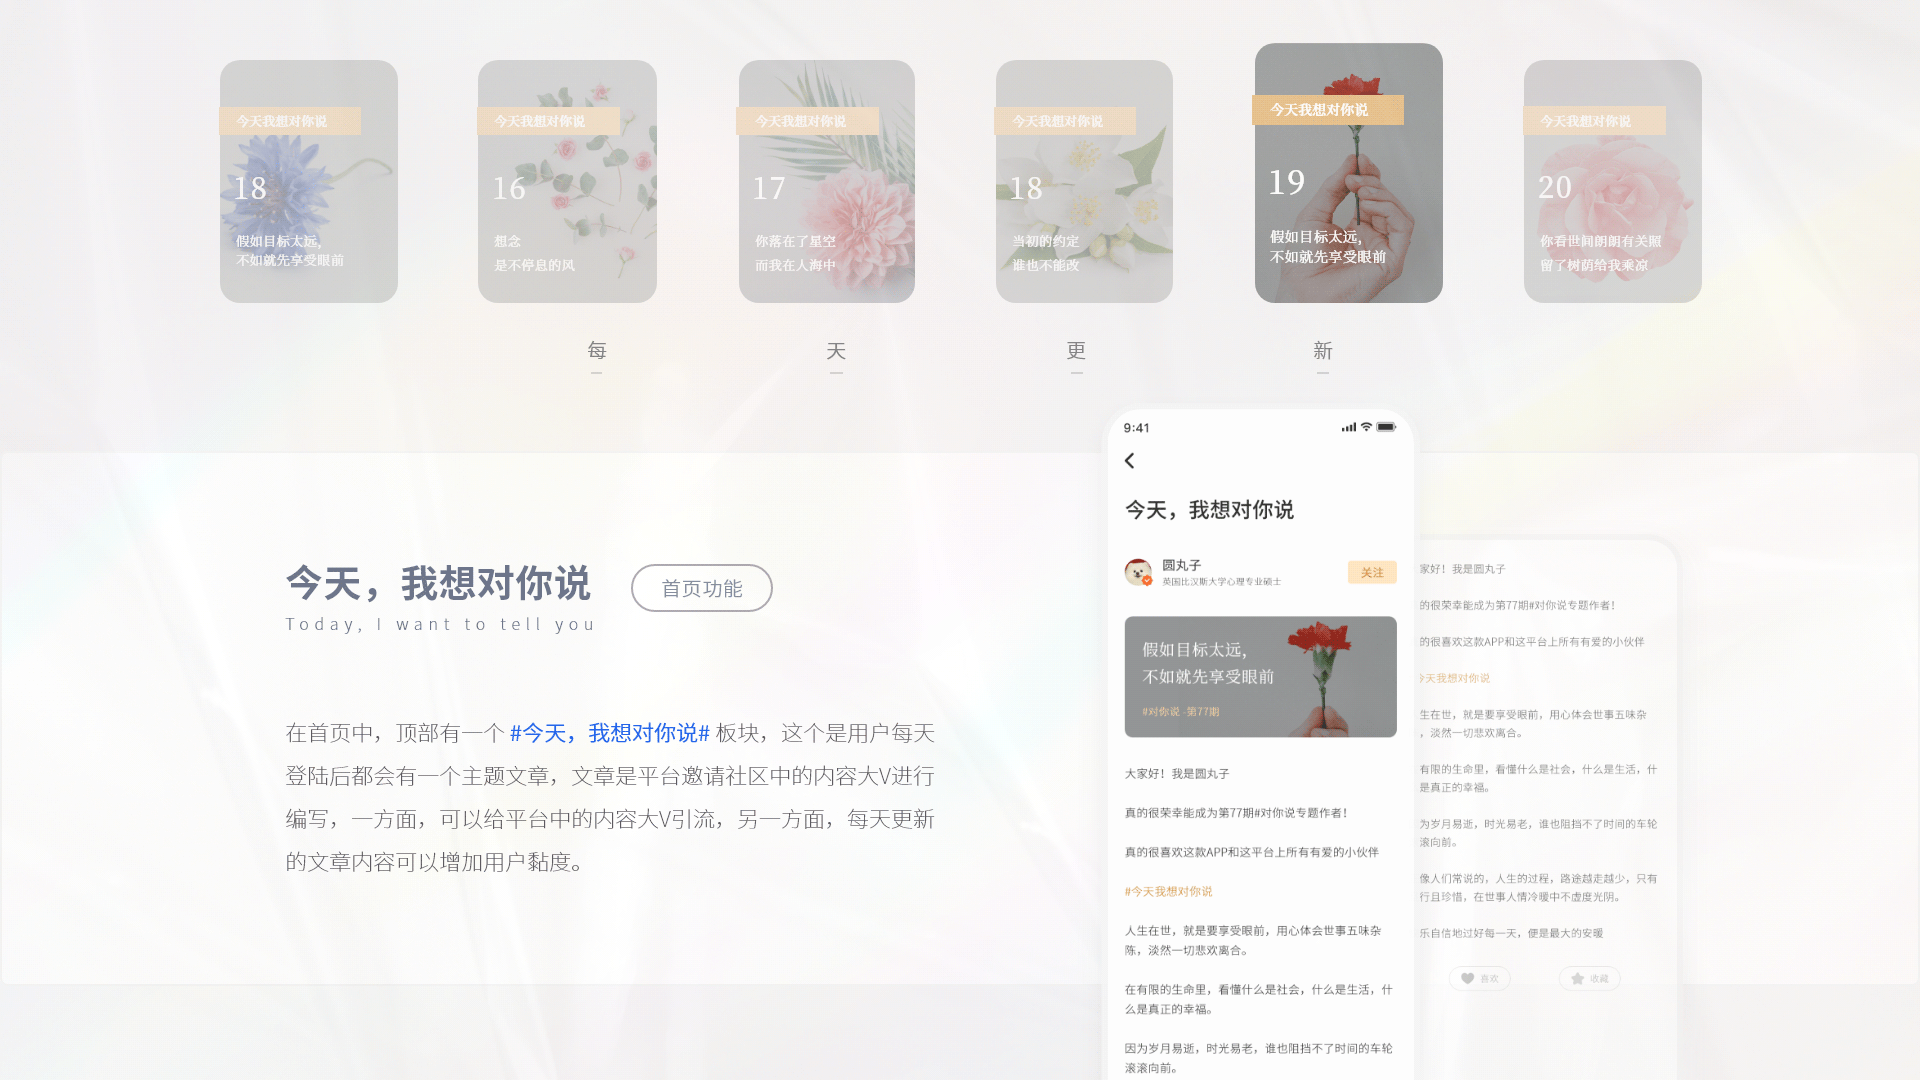 今天我想对你说
18
假如目标太远，
不如就先享受眼前
今天我想对你说
16
想念
是不停息的风
今天我想对你说
17
你落在了星空
而我在人海中
今天我想对你说
18
当初的约定
谁也不能改
今天我想对你说
19
假如目标太远，
不如就先享受眼前
今天我想对你说
20
你看世间朗朗有关照
留了树荫给我乘凉
每 天 更 新
今天，我想对你说
首页功能
Today, I want to tell you
在首页中，顶部有一个 #今天，我想对你说# 板块，这个是用户每天
登陆后都会有一个主题文章，文章是平台邀请社区中的内容大V进行
编写，一方面，可以给平台中的内容大V引流，另一方面，每天更新
的文章内容可以增加用户黏度。
9:41
今天，我想对你说
圆丸子
英国比汉斯大学心理专业硕士
关注
假如目标太远，
不如就先享受眼前
#对你说 -第77期
大家好！我是圆丸子
真的很荣幸能成为第77期#对你说专题作者！
真的很喜欢这款APP和这平台上所有有爱的小伙伴
#今天我想对你说
人生在世，就是要享受眼前，用心体会世事五味杂
陈，淡然一切悲欢离合。
在有限的生命里，看懂什么是社会，什么是生活，什
么是真正的幸福。
因为岁月易逝，时光易老，谁也阻挡不了时间的车轮
滚滚向前。
家好！我是圆丸子
的很荣幸能成为第77期#对你说专题作者！
的很喜欢这款APP和这平台上所有有爱的小伙伴
今天我想对你说
生在世，就是要享受眼前，用心体会世事五味杂
，淡然一切悲欢离合。
有限的生命里，看懂什么是社会，什么是生活，什
是真正的幸福。
为岁月易逝，时光易老，谁也阻挡不了时间的车轮
滚向前。
像人们常说的，人生的过程，路途越走越少，只有
行且珍惜，在世事人情冷暖中不虚度光阴。
乐自信地过好每一天，便是最大的安暖
喜欢
收藏